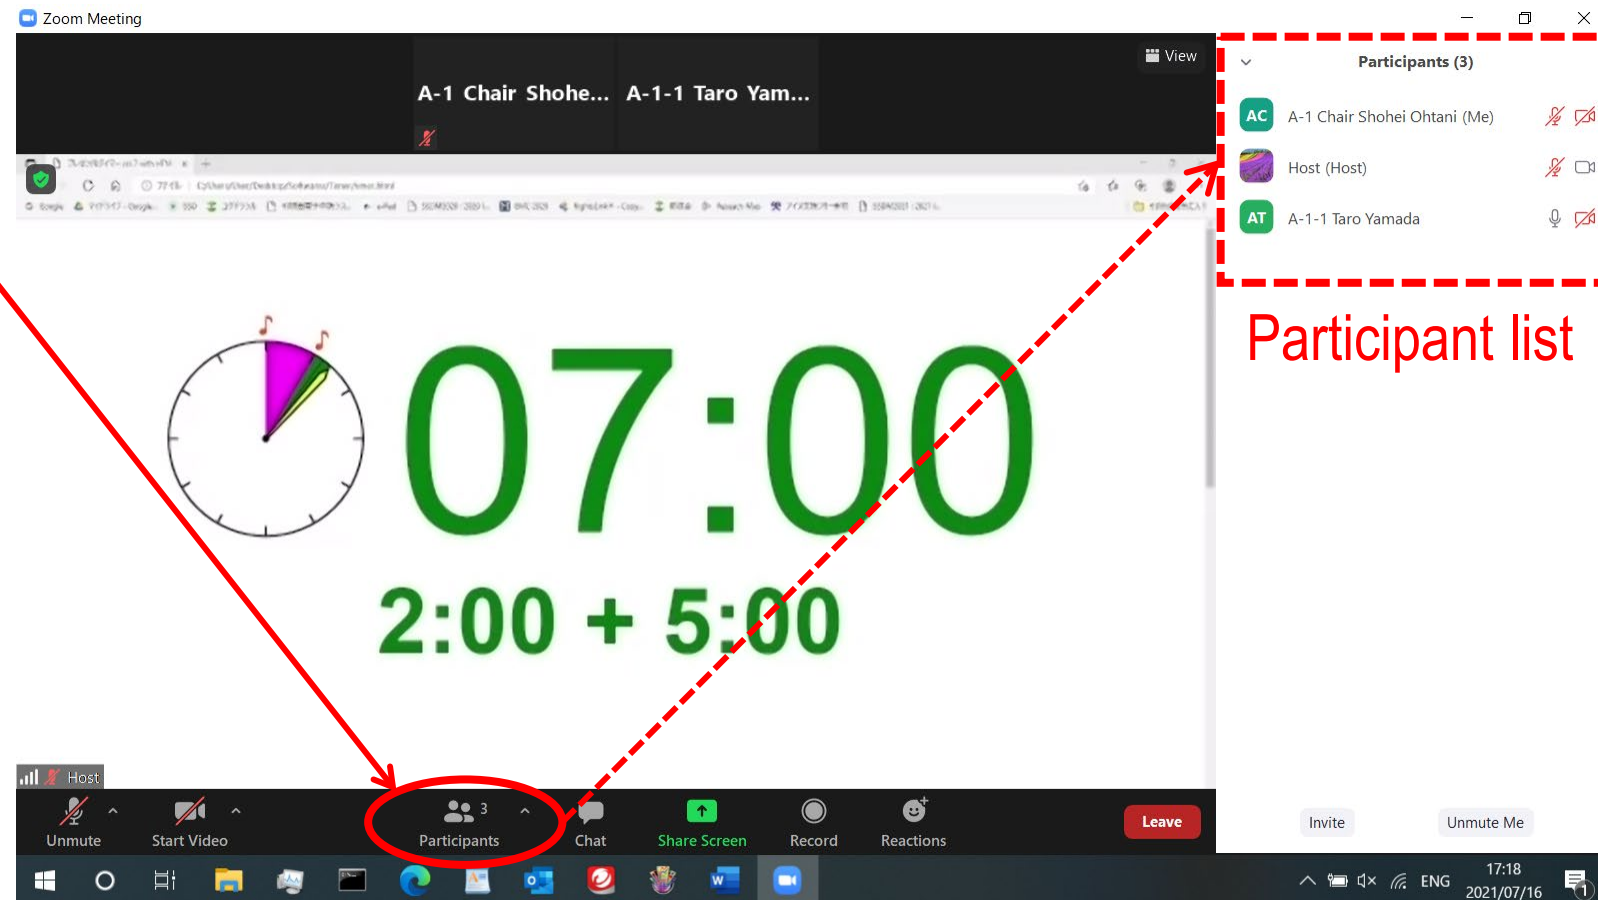 Zoom Meeting
A-1 Chair Shohe...
A-1-1 Taro Yam...
View
Participants (3)
AC
A-1 Chair Shohei Ohtani (Me)
Host (Host)
AT
A-1-1 Taro Yamada
Participant list
07:00
2:00 + 5:00
Host
Unmute
Start Video
3
Participants
Chat
Share Screen
Record
Reactions
Leave
Invite
Unmute Me
ENG
17:18
2021/07/16
1